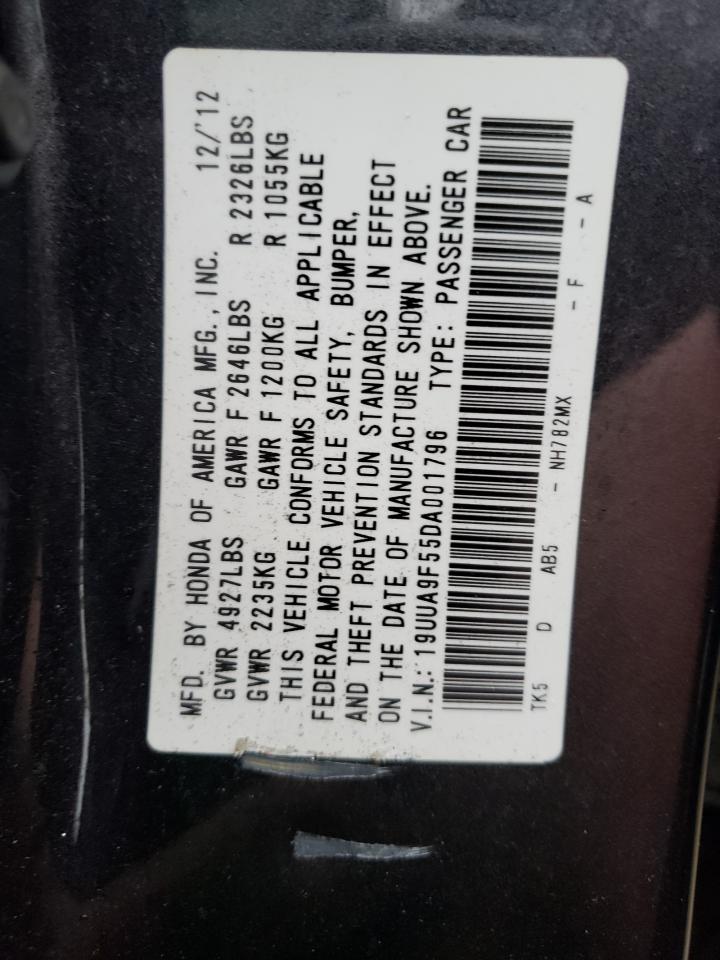 MFD. BY HONDA OF AMERICA MFG., INC. 12/'12
GVWR 4927LBS GAWR F 2646LBS R 2326LBS
GVWR 2235KG GAWR F 1200KG R 1055KG
THIS VEHICLE CONFORMS TO ALL APPLICABLE
FEDERAL MOTOR VEHICLE SAFETY, BUMPER,
AND THEFT PREVENTION STANDARDS IN EFFECT
ON THE DATE OF MANUFACTURE SHOWN ABOVE.
V.I.N.: 19UUA9F55DA001796 TYPE: PASSENGER CAR
TK5 D AB5 - NH782MX - F - A